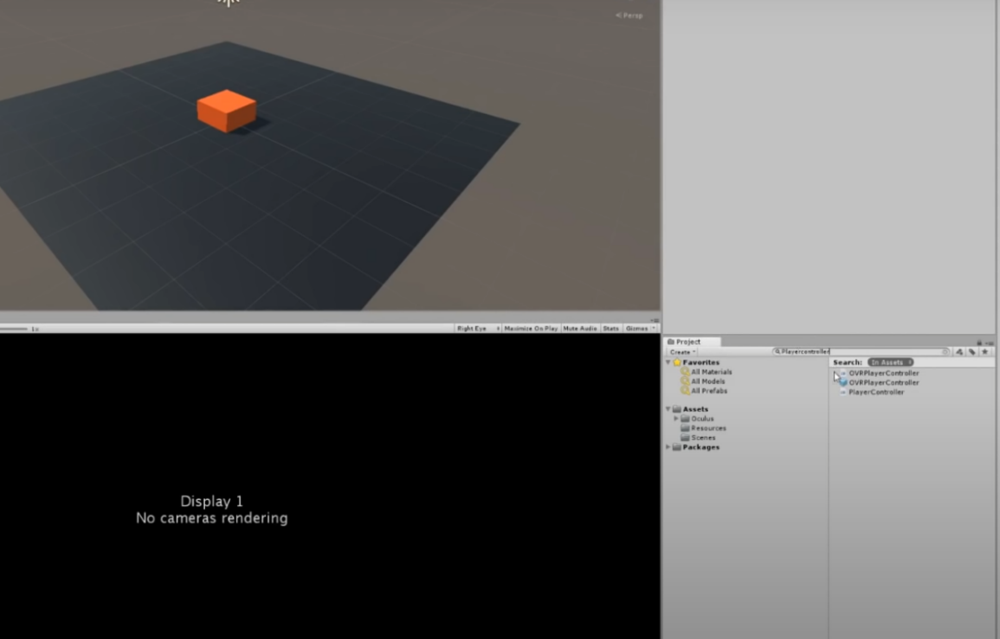 < Persp
1x
Right Eye
Maximize On Play
Mute Audio
Stats
Gizmos
Display 1
No cameras rendering
Project
Create
Playercontroller
Favorites
All Materials
All Models
All Prefabs
Assets
Oculus
Resources
Scenes
Packages
Search:
In Assets
OVRPlayerController
OVRPlayerController
PlayerController